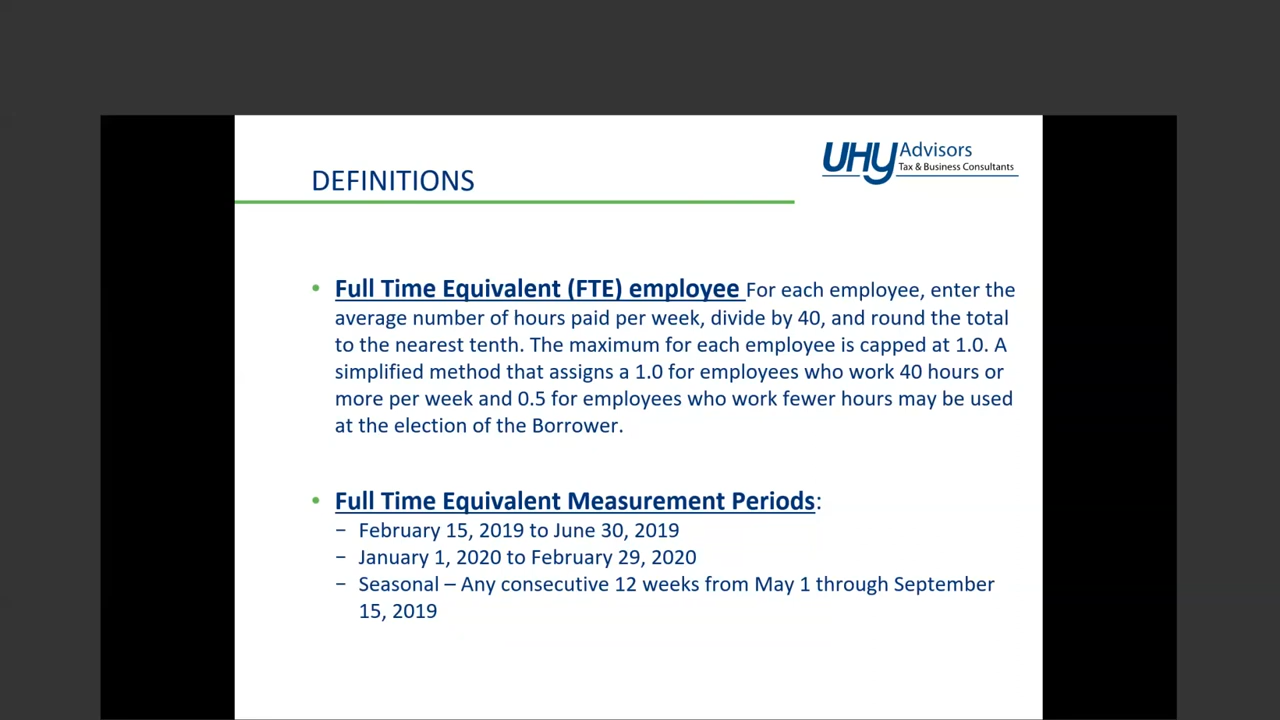 UHY Advisors
Tax & Business Consultants
DEFINITIONS
• Full Time Equivalent (FTE) employee For each employee, enter the
average number of hours paid per week, divide by 40, and round the total
to the nearest tenth. The maximum for each employee is capped at 1.0. A
simplified method that assigns a 1.0 for employees who work 40 hours or
more per week and 0.5 for employees who work fewer hours may be used
at the election of the Borrower.
• Full Time Equivalent Measurement Periods:
− February 15, 2019 to June 30, 2019
− January 1, 2020 to February 29, 2020
− Seasonal – Any consecutive 12 weeks from May 1 through September
15, 2019